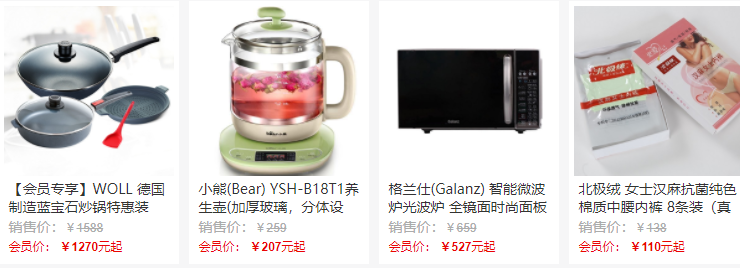 【会员专享】WOLL 德国
制造蓝宝石炒锅特惠装
销售价：￥1588
会员价：￥1270元起
小熊(Bear) YSH-B18T1养
生壶(加厚玻璃，分体设
销售价：￥259
会员价：￥207元起
格兰仕(Galanz) 智能微波
炉光波炉 全镜面时尚面板
销售价：￥659
会员价：￥527元起
北极绒
北极绒 女士汉麻抗菌纯色
棉质中腰内裤 8条装（真
销售价：￥138
会员价：￥110元起